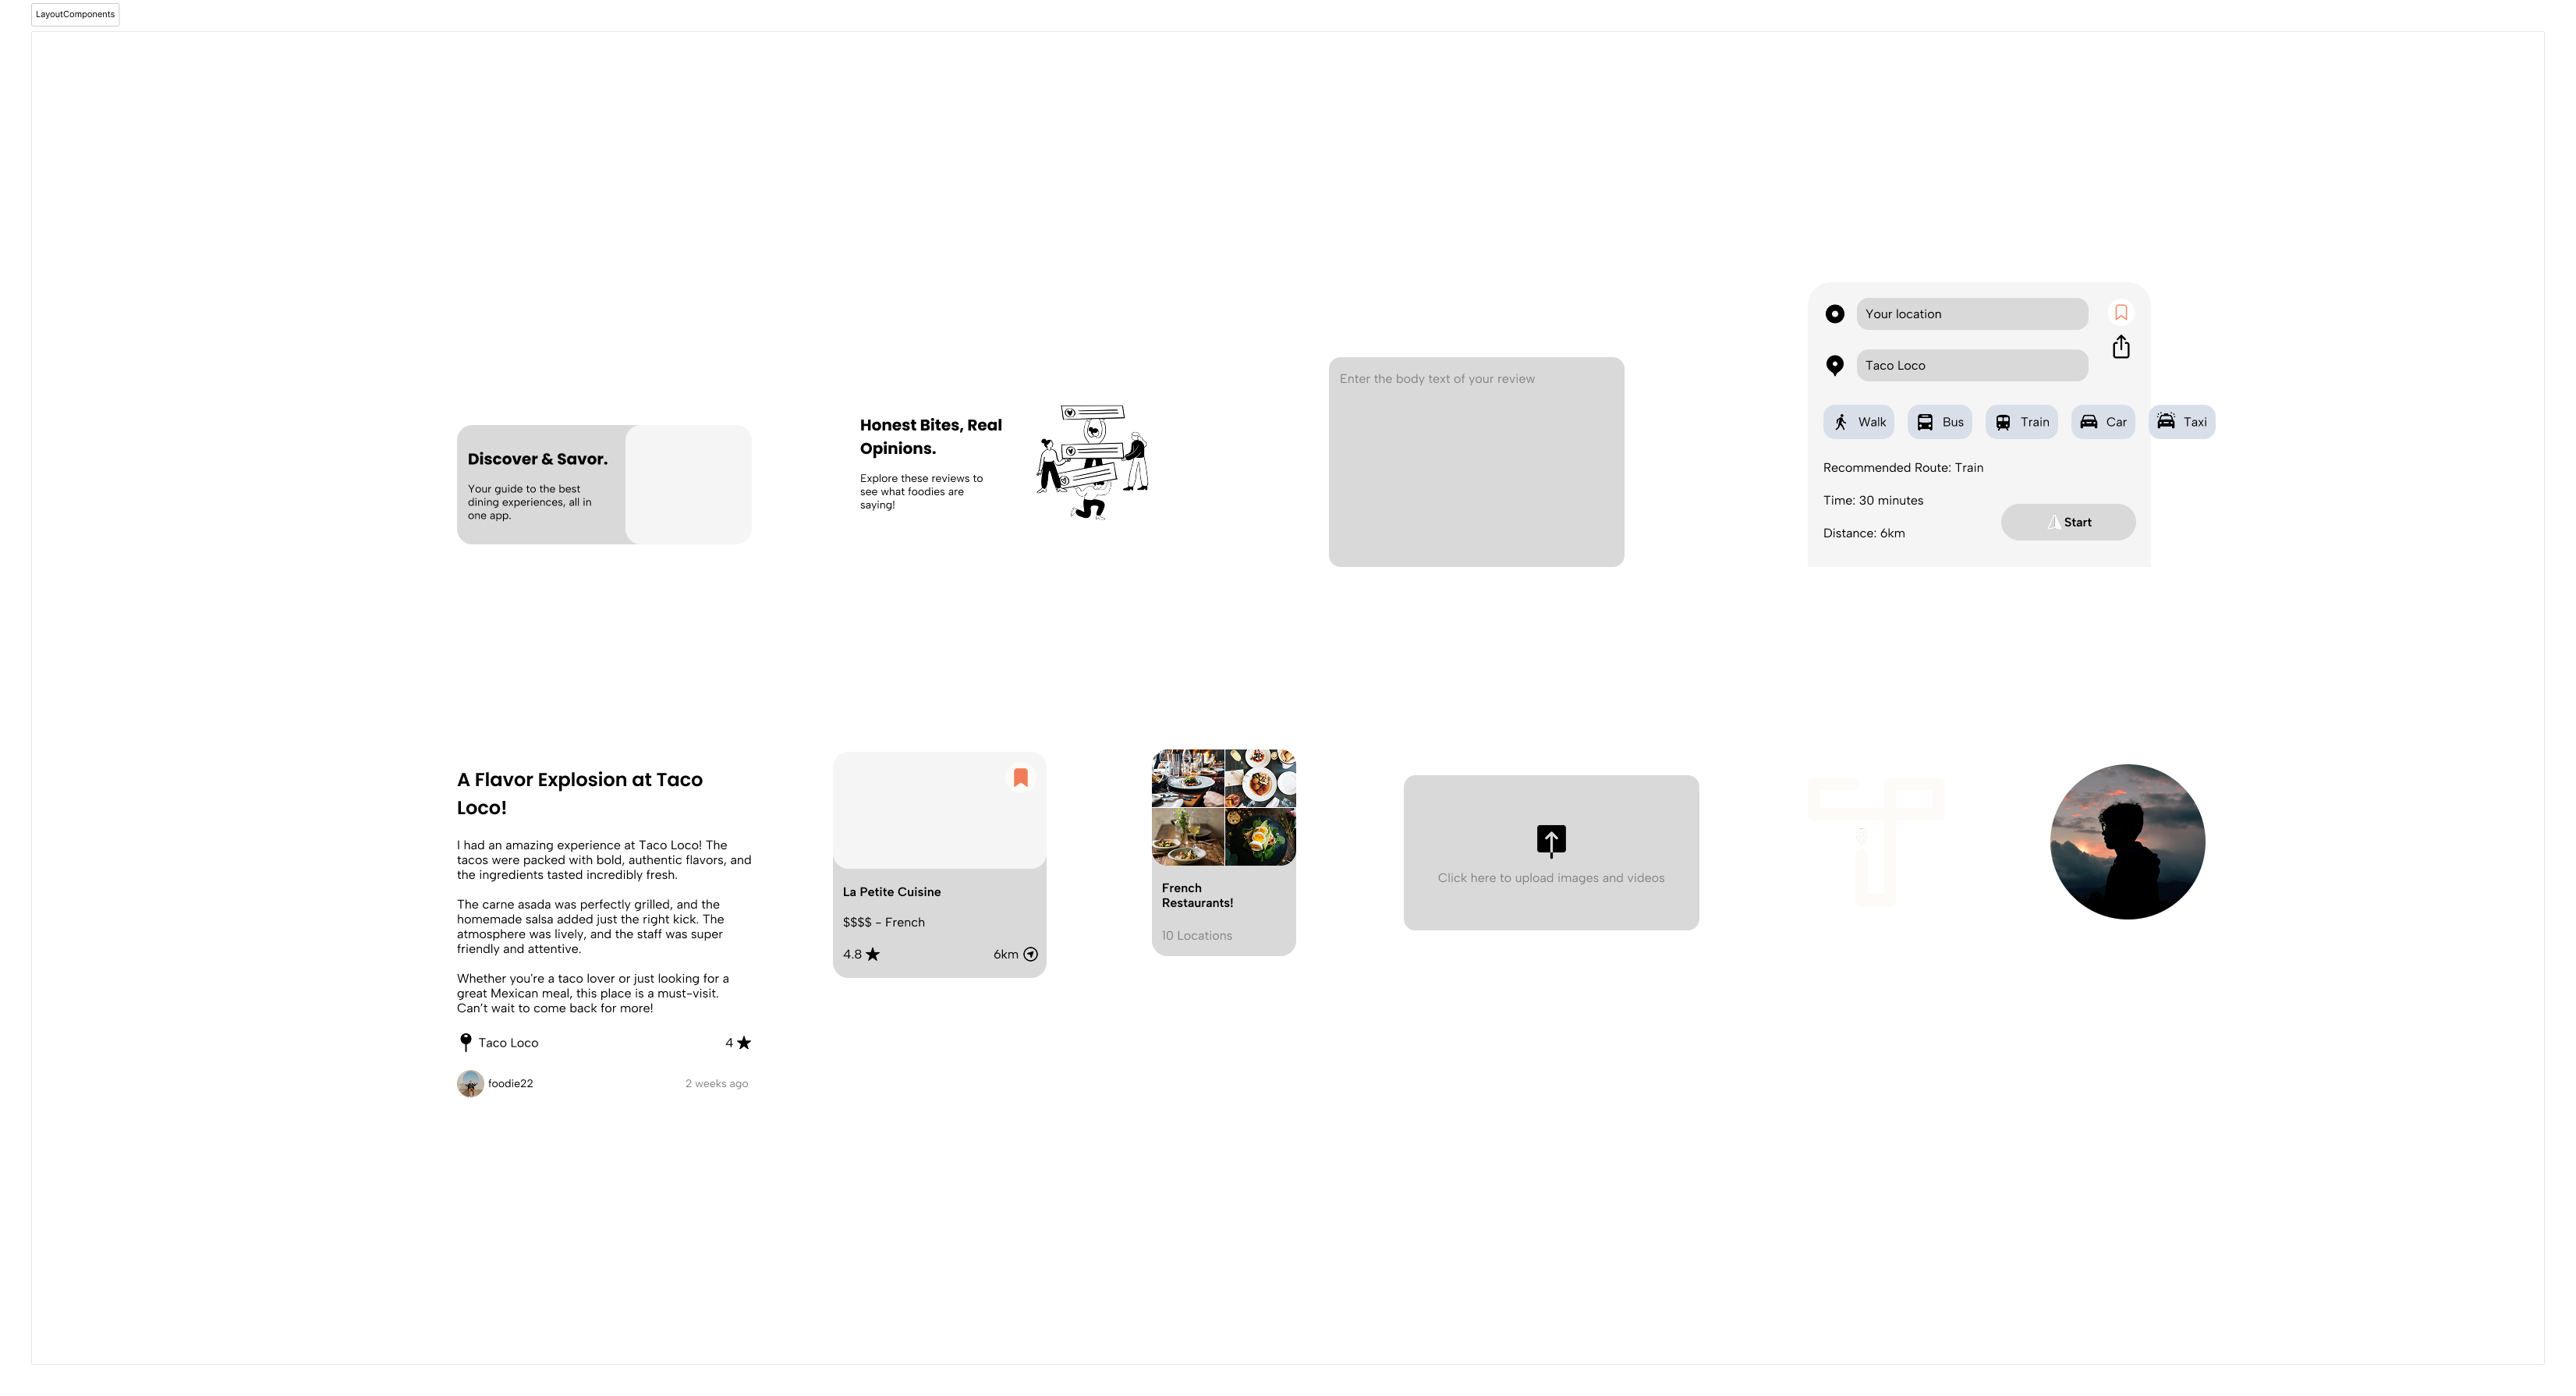 LayoutComponents
Discover & Savor.
Your guide to the best
dining experiences, all in
one app.
Honest Bites, Real
Opinions.
Explore these reviews to
see what foodies are
saying!
Enter the body text of your review
Your location
Taco Loco
Walk
Bus
Train
Car
Taxi
Recommended Route: Train
Time: 30 minutes
Distance: 6km
Start
A Flavor Explosion at Taco
Loco!
I had an amazing experience at Taco Loco! The
tacos were packed with bold, authentic flavors, and
the ingredients tasted incredibly fresh.
The carne asada was perfectly grilled, and the
homemade salsa added just the right kick. The
atmosphere was lively, and the staff was super
friendly and attentive.
Whether you're a taco lover or just looking for a
great Mexican meal, this place is a must-visit.
Can't wait to come back for more!
Taco Loco
4
foodie22
2 weeks ago
La Petite Cuisine
$$$$ - French
4.8
6km
French
Restaurants!
10 Locations
Click here to upload images and videos